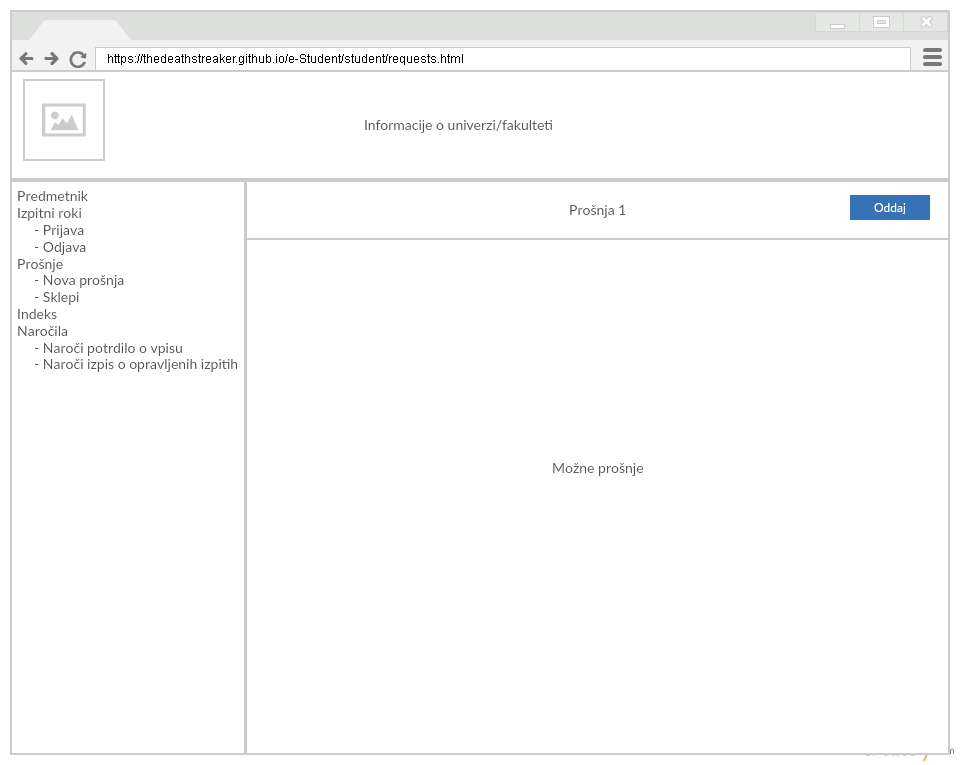 https://thedeathstreaker.github.io/e-Student/student/requests.html
Informacije o univerzi/fakulteti
Predmetnik
Izpitni roki
- Prijava
- Odjava
Prošnje
- Nova prošnja
- Sklepi
Indeks
Naročila
- Naroči potrdilo o vpisu
- Naroči izpis o opravljenih izpitih
Prošnja 1
Oddaj
Možne prošnje